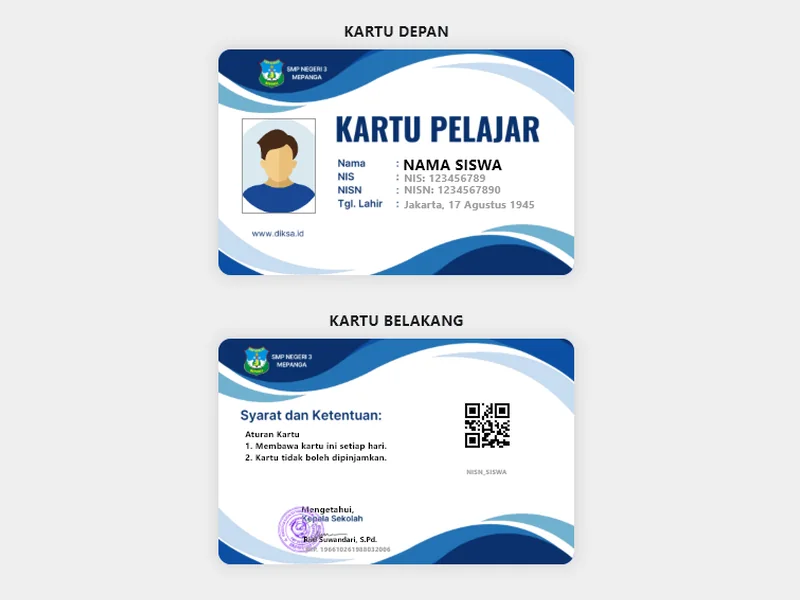 KARTU DEPAN
SMP NEGERI 3
MEPANGA
KARTU PELAJAR
Nama : NAMA SISWA
NIS : NIS: 123456789
NISN : NISN: 1234567890
Tgl. Lahir : Jakarta, 17 Agustus 1945
www.diksa.id
KARTU BELAKANG
SMP NEGERI 3
MEPANGA
Syarat dan Ketentuan:
Aturan Kartu
1. Membawa kartu ini setiap hari.
2. Kartu tidak boleh dipinjamkan.
NISN_SISWA
Mengetahui,
Kepala Sekolah
Suwandari, S.Pd.
NIP. 196610261988032006